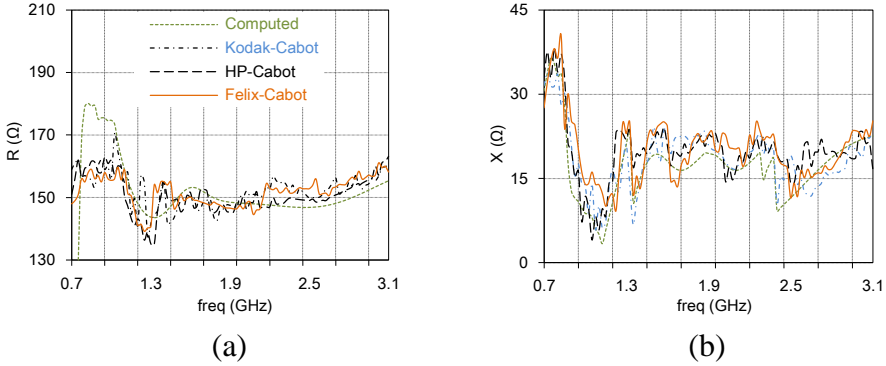 210
190
170
150
130
R (Ω)
Computed
Kodak-Cabot
HP-Cabot
Felix-Cabot
0.7 1.3 1.9 2.5 3.1
freq (GHz)
(a)
45
30
15
0
X (Ω)
0.7 1.3 1.9 2.5 3.1
freq (GHz)
(b)